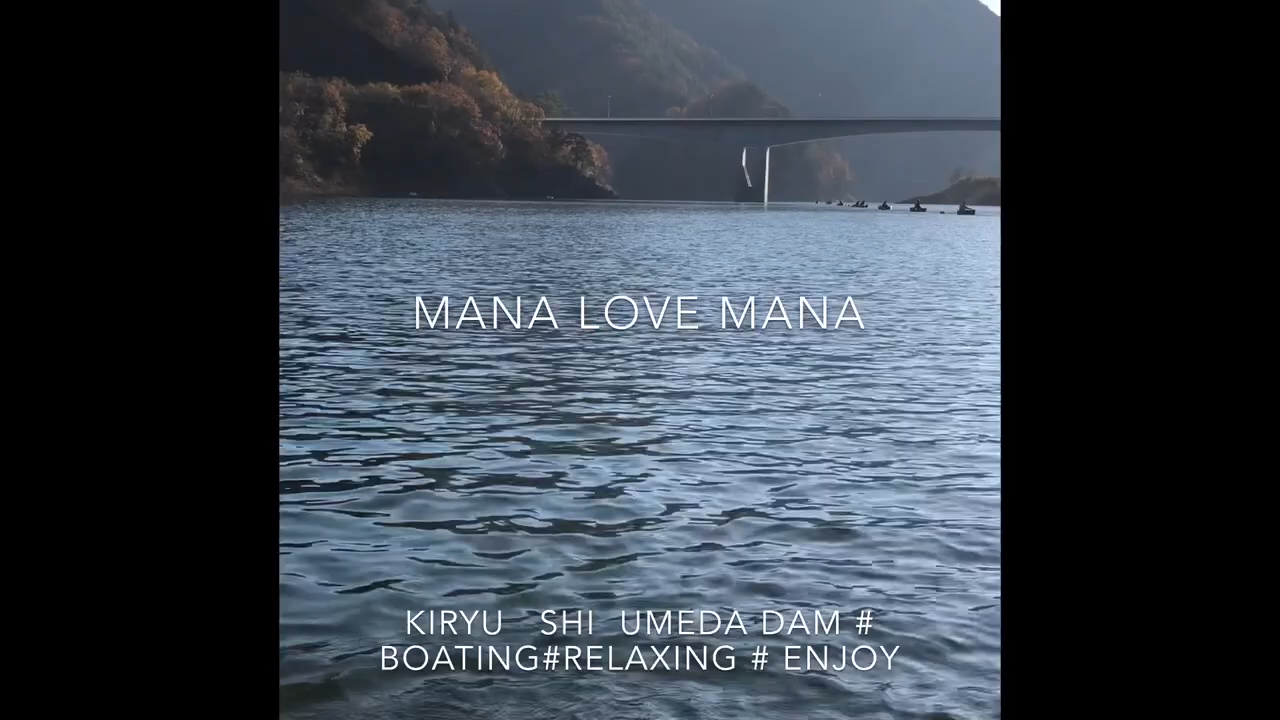 MANA LOVE MANA
KIRYU SHI UMEDA DAM #
BOATING#RELAXING # ENJOY